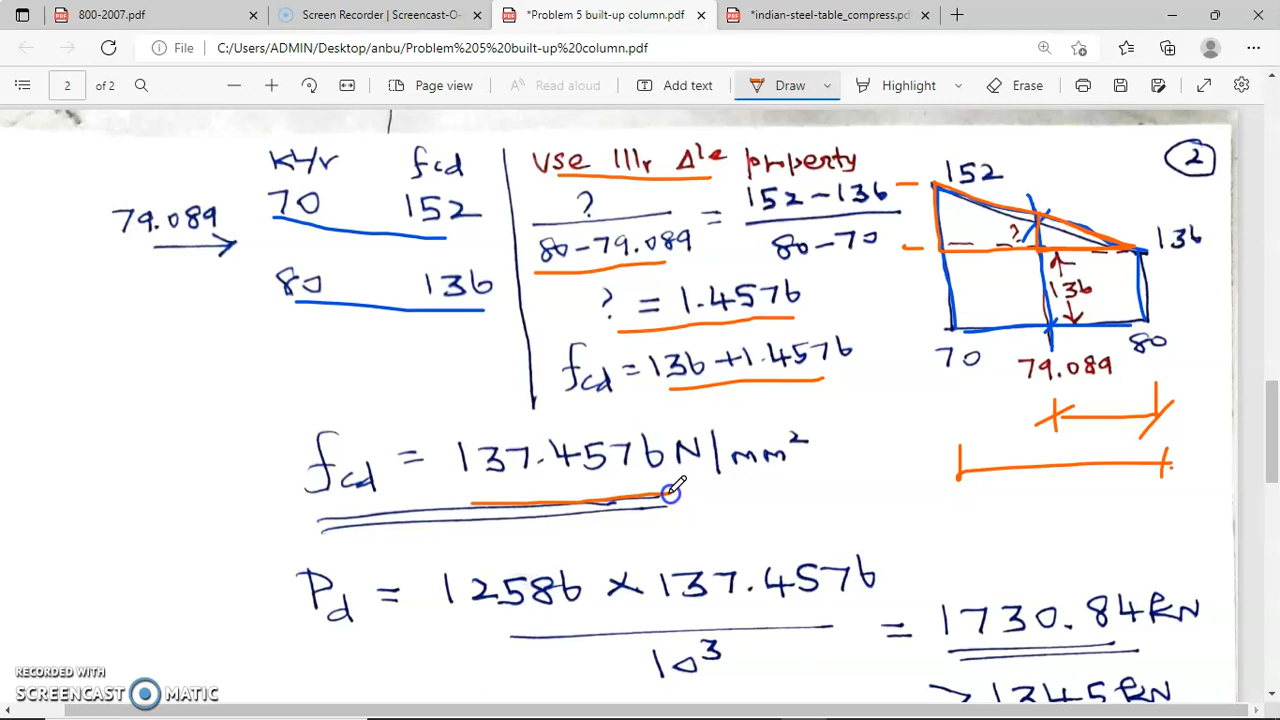 800-2007.pdf
Screen Recorder | Screencast-O-
*Problem 5 built-up column.pdf
*indian-steel-table_compress.pd
File C:/Users/ADMIN/Desktop/anbu/Problem%205%20built-up%20column.pdf
2 of 2
Page view
Read aloud
Add text
Draw
Highlight
Erase
Kl/r fcd
70 152
79.089
80 136
Use lllr Δle property
? / 80-79.089 = 152-136 / 80-70
? = 1.4576
fcd = 136+1.4576
2
152
?
136
136
70 79.089 80
fcd = 137.4576 N/mm²
Pd = 12586 × 137.4576 / 10³ = 1730.84kN
> 1345kN
RECORDED WITH
SCREENCAST MATIC